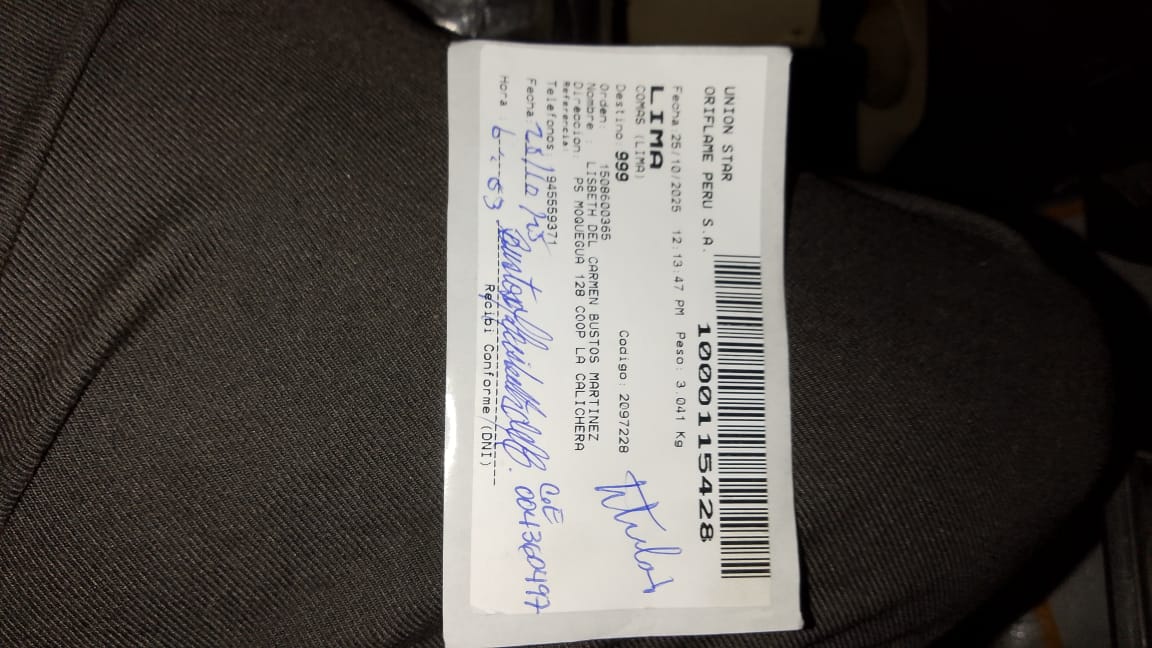 UNION STAR
ORIFLAME PERU S.A.
1000115428
Fecha 25/10/2025 12:13:47 PM Peso: 3.041 Kg
LIMA
COMAS (LIMA)
Destino 999 Codigo: 2097228
Orden: 1508600365
Nombre : LISBETH DEL CARMEN BUSTOS MARTINEZ
Direccion: PS MOQUEGUA 128 COOP LA CALICHERA
Referencia:
Telefonos: 945559371
Fecha: 28/10/25
Hora :
Recibi Conforme/(DNI)
Titular
C.E
004360497